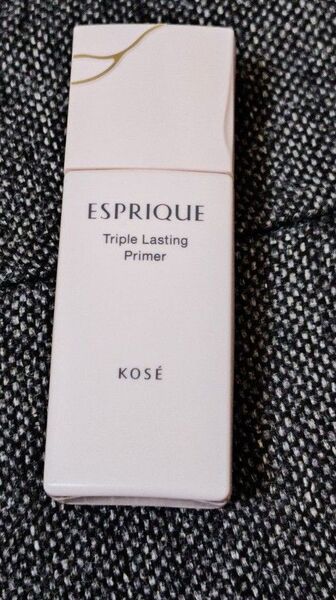 ESPRIQUE
Triple Lasting
Primer
KOSÉ